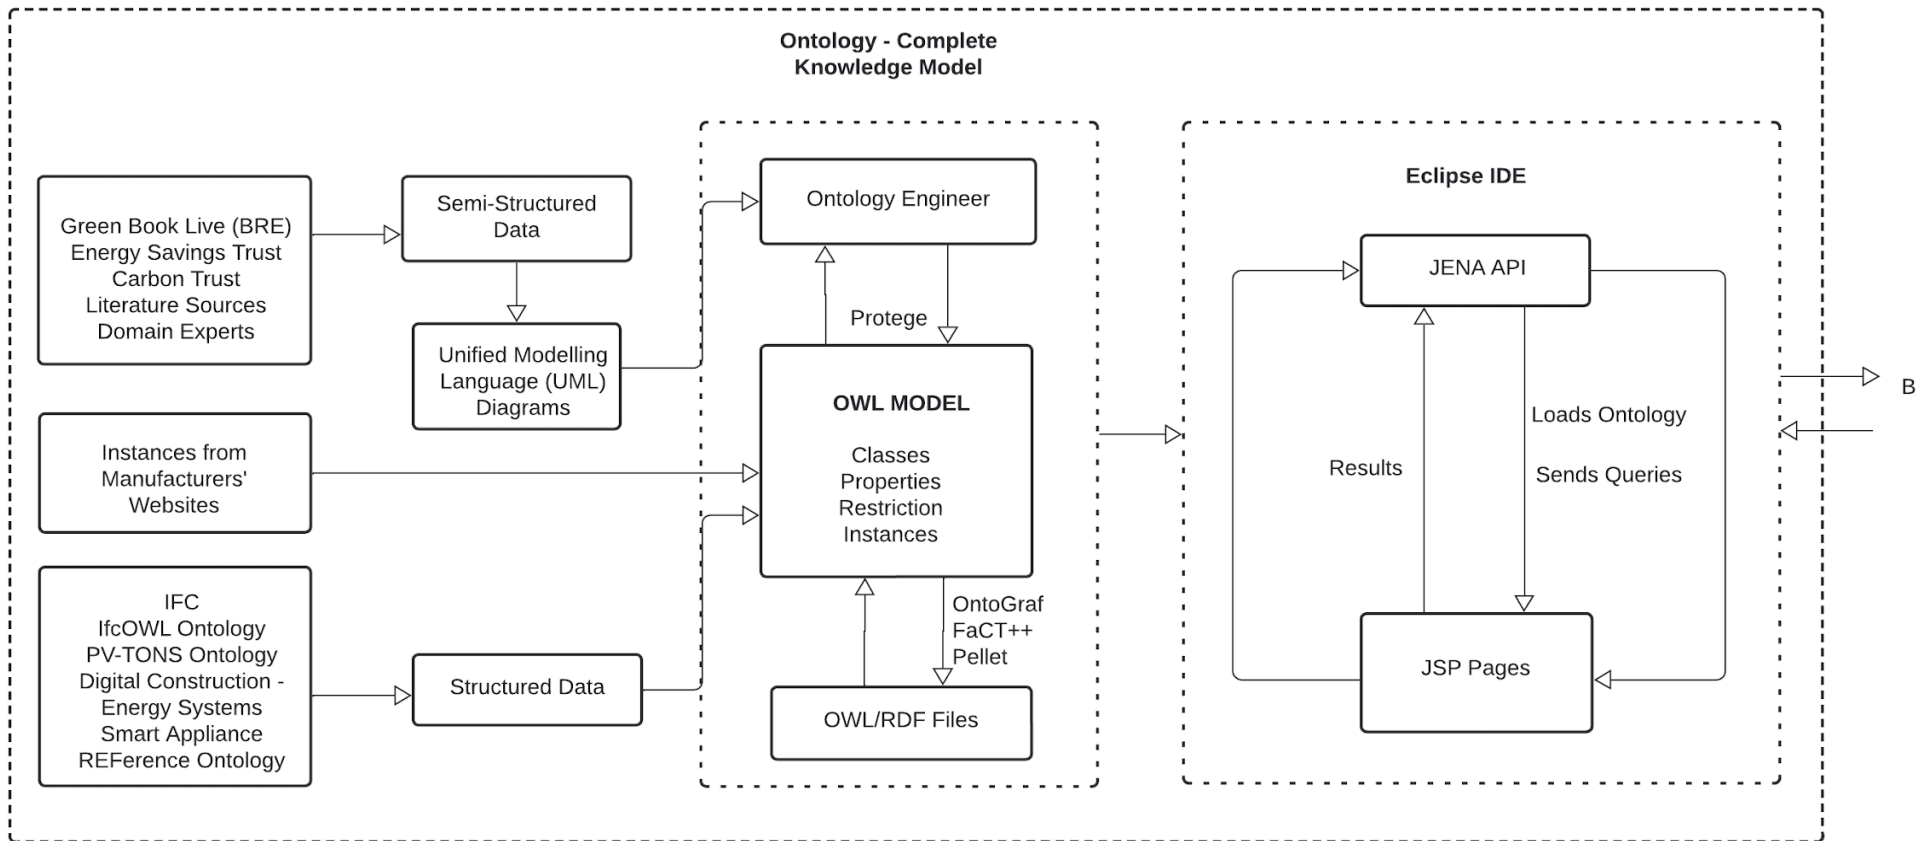 Ontology - Complete
Knowledge Model
Green Book Live (BRE)
Energy Savings Trust
Carbon Trust
Literature Sources
Domain Experts
Semi-Structured
Data
Unified Modelling
Language (UML)
Diagrams
Instances from
Manufacturers'
Websites
IFC
IfcOWL Ontology
PV-TONS Ontology
Digital Construction -
Energy Systems
Smart Appliance
REFerence Ontology
Structured Data
Ontology Engineer
Protege
OWL MODEL
Classes
Properties
Restriction
Instances
OntoGraf
FaCT++
Pellet
OWL/RDF Files
Eclipse IDE
JENA API
Loads Ontology
Results
Sends Queries
JSP Pages
B